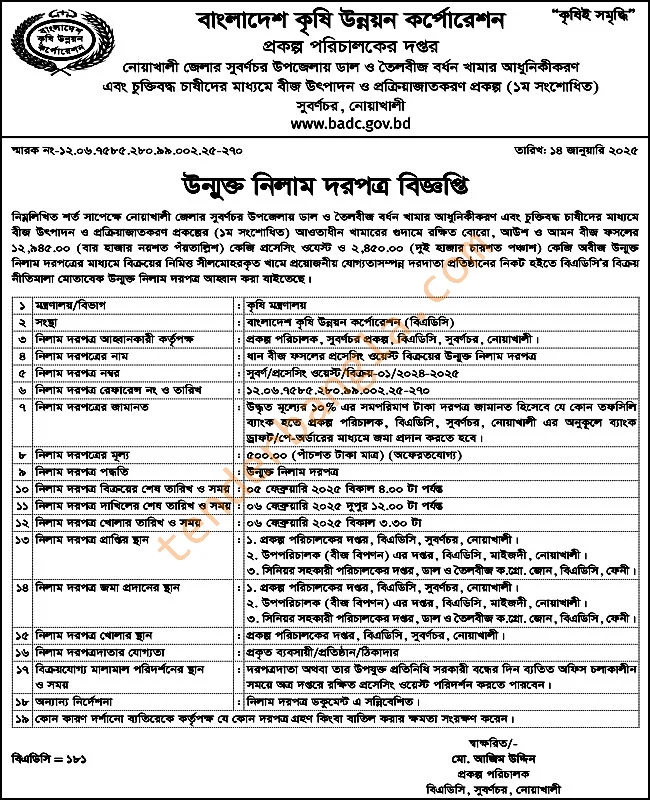 বাংলাদেশ কৃষি উন্নয়ন কর্পোরেশন
"কৃষিই সমৃদ্ধি"
বাংলাদেশ কৃষি উন্নয়ন কর্পোরেশন
প্রকল্প পরিচালকের দপ্তর
নোয়াখালী জেলার সুবর্ণচর উপজেলায় ডাল ও তৈলবীজ বর্ধন খামার আধুনিকীকরণ
এবং চুক্তিবদ্ধ চাষীদের মাধ্যমে বীজ উৎপাদন ও প্রক্রিয়াজাতকরণ প্রকল্প (১ম সংশোধিত)
সুবর্ণচর, নোয়াখালী
www.badc.gov.bd
স্মারক নং-১২.০৬.৭৫৮৫.২৮০.৯৯.০০২.২৫-২৭০
তারিখ: ১৪ জানুয়ারি ২০২৫
উন্মুক্ত নিলাম দরপত্র বিজ্ঞপ্তি
নিম্নলিখিত শর্ত সাপেক্ষে নোয়াখালী জেলার সুবর্ণচর উপজেলায় ডাল ও তৈলবীজ বর্ধন খামার আধুনিকীকরণ এবং চুক্তিবদ্ধ চাষীদের মাধ্যমে
বীজ উৎপাদন ও প্রক্রিয়াজাতকরণ প্রকল্পের (১ম সংশোধিত) আওতাধীন খামারের গুদামে রক্ষিত বোরো, আউশ ও আমন বীজ ফসলের
১২,৯৪৫.০০ (বার হাজার নয়শত পঁয়তাল্লিশ) কেজি প্রসেসিং ওয়েস্ট ও ২,৪৫০.০০ (দুই হাজার চারশত পঞ্চাশ) কেজি অবীজ উন্মুক্ত
নিলাম দরপত্রের মাধ্যমে বিক্রয়ের নিমিত্ত সীলমোহরকৃত খামে প্রয়োজনীয় যোগ্যতাসম্পন্ন দরদাতা প্রতিষ্ঠানের নিকট হইতে বিএডিসি'র বিক্রয়
নীতিমালা মোতাবেক উন্মুক্ত নিলাম দরপত্র আহ্বান করা যাইতেছে।
১ মন্ত্রণালয়/বিভাগ : কৃষি মন্ত্রণালয়
২ সংস্থা : বাংলাদেশ কৃষি উন্নয়ন কর্পোরেশন (বিএডিসি)
৩ নিলাম দরপত্র আহ্বানকারী কর্তৃপক্ষ : প্রকল্প পরিচালক, সুবর্ণচর প্রকল্প, বিএডিসি, সুবর্ণচর, নোয়াখালী।
৪ নিলাম দরপত্রের নাম : ধান বীজ ফসলের প্রসেসিং ওয়েস্ট বিক্রয়ের উন্মুক্ত নিলাম দরপত্র
৫ নিলাম দরপত্র নম্বর : সুবর্ণ/প্রসেসিং ওয়েস্ট/বিক্রয়-০১/২০২৪-২০২৫
৬ নিলাম দরপত্র রেফারেন্স নং ও তারিখ : ১২.০৬.৭৫৮৫.২৮০.৯৯.০০২.২৫-২৭০
৭ নিলাম দরপত্রের জামানত : উদ্ধৃত মূল্যের ১০% এর সমপরিমাণ টাকা দরপত্র জামানত হিসেবে যে কোন তফসিলি
ব্যাংক হতে প্রকল্প পরিচালক, বিএডিসি, সুবর্ণচর, নোয়াখালী এর অনুকূলে ব্যাংক
ড্রাফট/পে-অর্ডারের মাধ্যমে জমা প্রদান করতে হবে।
৮ নিলাম দরপত্রের মূল্য : ৫০০.০০ (পাঁচশত টাকা মাত্র) (অফেরতযোগ্য)
৯ নিলাম দরপত্র পদ্ধতি : উন্মুক্ত নিলাম দরপত্র
১০ নিলাম দরপত্র বিক্রয়ের শেষ তারিখ ও সময় : ০৫ ফেব্রুয়ারি ২০২৫ বিকাল ৪.০০ টা পর্যন্ত
১১ নিলাম দরপত্র দাখিলের শেষ তারিখ ও সময় : ০৬ ফেব্রুয়ারি ২০২৫ দুপুর ১২.০০ টা পর্যন্ত
১২ নিলাম দরপত্র খোলার তারিখ ও সময় : ০৬ ফেব্রুয়ারি ২০২৫ বিকাল ৩.৩০ টা
১৩ নিলাম দরপত্র প্রাপ্তির স্থান : ১. প্রকল্প পরিচালকের দপ্তর, বিএডিসি, সুবর্ণচর, নোয়াখালী।
২. উপপরিচালক (বীজ বিপণন) এর দপ্তর, বিএডিসি, মাইজদী, নোয়াখালী।
৩. সিনিয়র সহকারী পরিচালকের দপ্তর, ডাল ও তৈলবীজ ক.গ্রো. জোন, বিএডিসি, ফেনী।
১৪ নিলাম দরপত্র জমা প্রদানের স্থান : ১. প্রকল্প পরিচালকের দপ্তর, বিএডিসি, সুবর্ণচর, নোয়াখালী।
২. উপপরিচালক (বীজ বিপণন) এর দপ্তর, বিএডিসি, মাইজদী, নোয়াখালী।
৩. সিনিয়র সহকারী পরিচালকের দপ্তর, ডাল ও তৈলবীজ ক.গ্রো. জোন, বিএডিসি, ফেনী।
১৫ নিলাম দরপত্র খোলার স্থান : প্রকল্প পরিচালকের দপ্তর, বিএডিসি, সুবর্ণচর, নোয়াখালী।
১৬ নিলাম দরপত্রদাতার যোগ্যতা : প্রকৃত ব্যবসায়ী/প্রতিষ্ঠান/ঠিকাদার
১৭ বিক্রয়যোগ্য মালামাল পরিদর্শনের স্থান : দরপত্রদাতা অথবা তার উপযুক্ত প্রতিনিধি সরকারী বন্ধের দিন ব্যতিত অফিস চলাকালীন
ও সময় সময়ে অত্র দপ্তরে রক্ষিত প্রসেসিং ওয়েস্ট পরিদর্শন করতে পারবেন।
১৮ অন্যান্য নির্দেশনা : নিলাম দরপত্র ডকুমেন্ট এ সন্নিবেশিত।
১৯ কোন কারণ দর্শানো ব্যতিরেকে কর্তৃপক্ষ যে কোন দরপত্র গ্রহণ কিংবা বাতিল করার ক্ষমতা সংরক্ষণ করেন।
স্বাক্ষরিত/-
মো. আজিম উদ্দিন
প্রকল্প পরিচালক
বিএডিসি, সুবর্ণচর, নোয়াখালী
বিএডিসি = ১৮১
tenderbangla.com